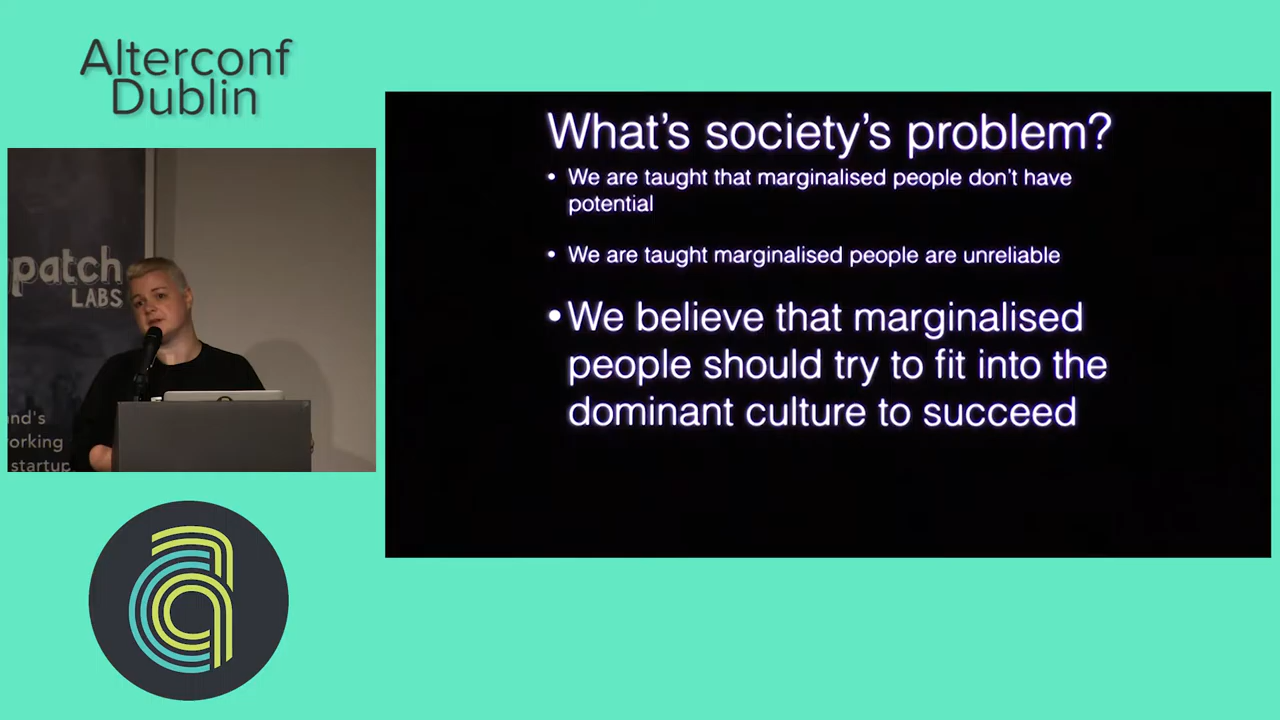 Alterconf
Dublin
patch
LABS
and's
orking
startup
What's society's problem?
• We are taught that marginalised people don't have
potential
• We are taught marginalised people are unreliable
• We believe that marginalised
people should try to fit into the
dominant culture to succeed